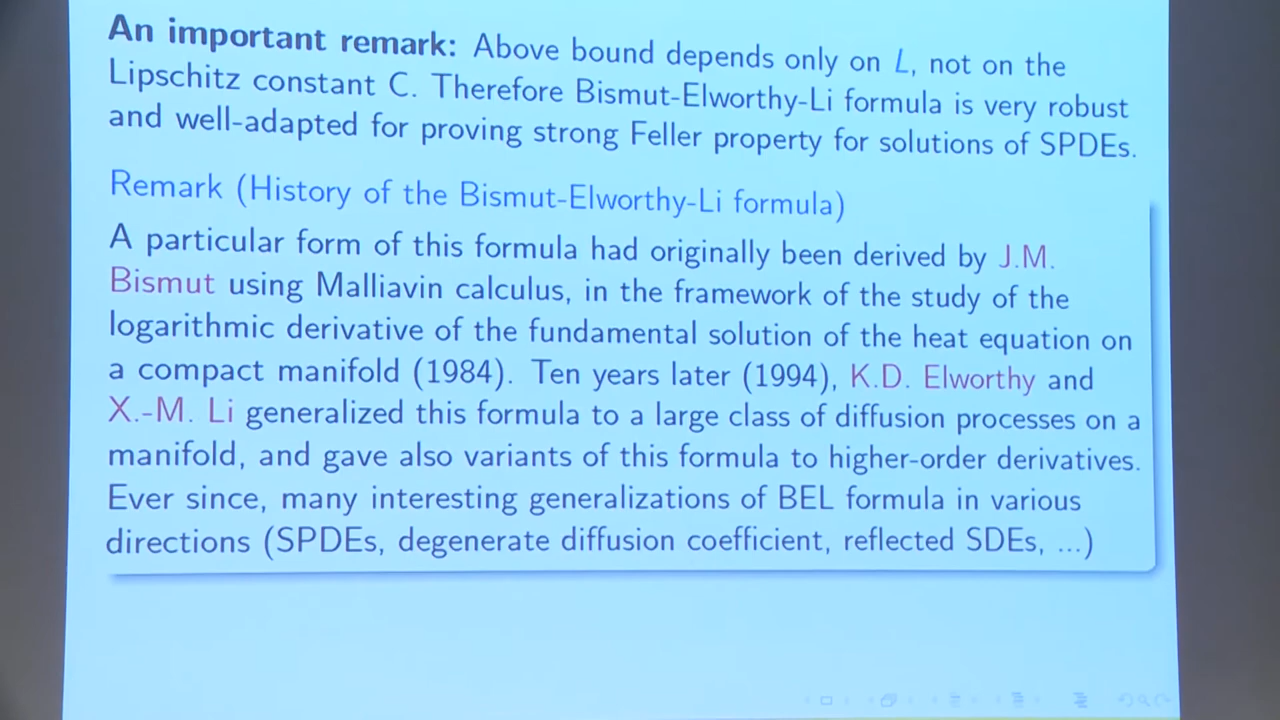 An important remark: Above bound depends only on L, not on the
Lipschitz constant C. Therefore Bismut-Elworthy-Li formula is very robust
and well-adapted for proving strong Feller property for solutions of SPDEs.
Remark (History of the Bismut-Elworthy-Li formula)
A particular form of this formula had originally been derived by J.M.
Bismut using Malliavin calculus, in the framework of the study of the
logarithmic derivative of the fundamental solution of the heat equation on
a compact manifold (1984). Ten years later (1994), K.D. Elworthy and
X.-M. Li generalized this formula to a large class of diffusion processes on a
manifold, and gave also variants of this formula to higher-order derivatives.
Ever since, many interesting generalizations of BEL formula in various
directions (SPDEs, degenerate diffusion coefficient, reflected SDEs, ...)